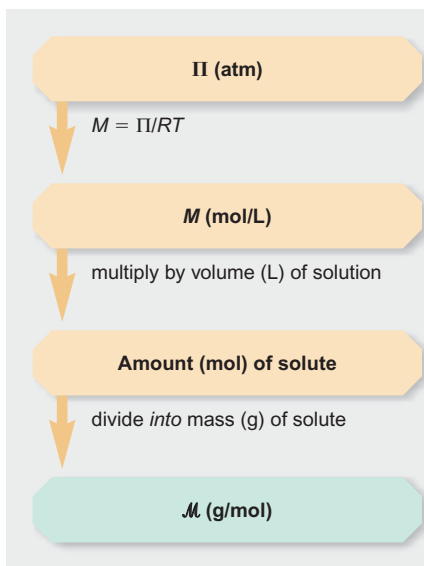 Π (atm)
M = Π/RT
M (mol/L)
multiply by volume (L) of solution
Amount (mol) of solute
divide into mass (g) of solute
ℳ (g/mol)